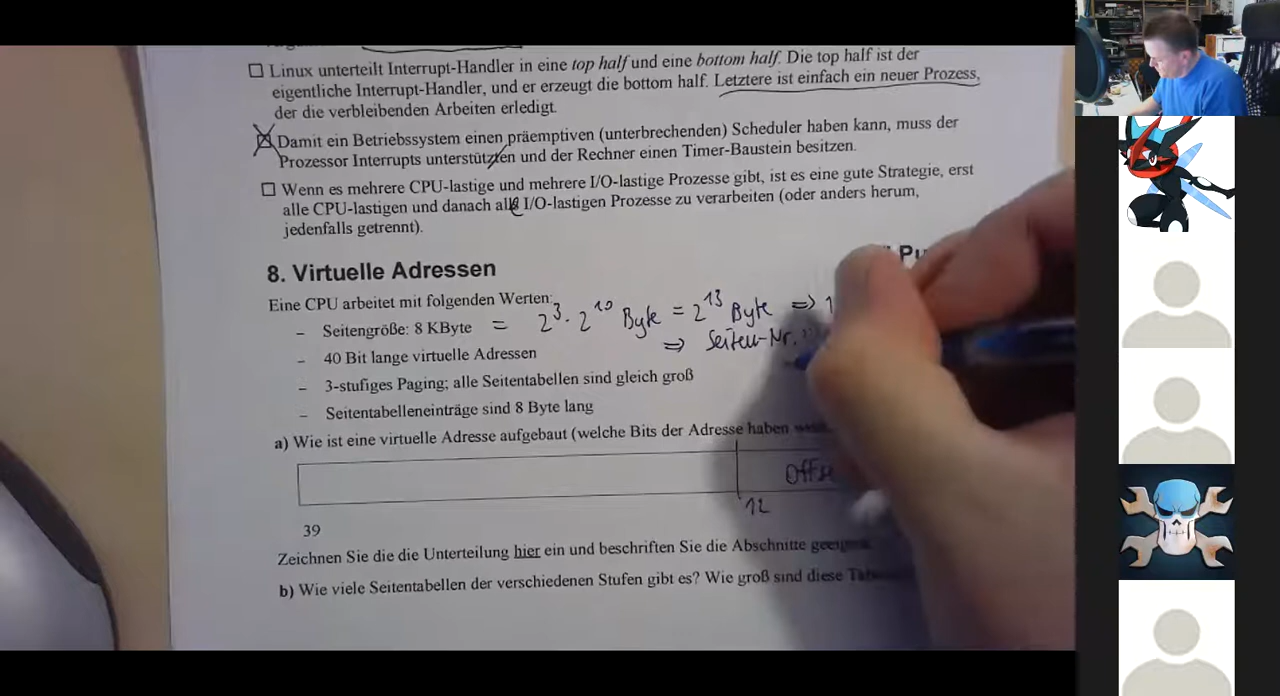 ☐ Linux unterteilt Interrupt-Handler in eine top half und eine bottom half. Die top half ist der
eigentliche Interrupt-Handler, und er erzeugt die bottom half. Letztere ist einfach ein neuer Prozess,
der die verbleibenden Arbeiten erledigt.
☒ Damit ein Betriebssystem einen präemptiven (unterbrechenden) Scheduler haben kann, muss der
Prozessor Interrupts unterstützen und der Rechner einen Timer-Baustein besitzen.
☐ Wenn es mehrere CPU-lastige und mehrere I/O-lastige Prozesse gibt, ist es eine gute Strategie, erst
alle CPU-lastigen und danach alle I/O-lastigen Prozesse zu verarbeiten (oder anders herum,
jedenfalls getrennt).
8. Virtuelle Adressen
Eine CPU arbeitet mit folgenden Werten:
– Seitengröße: 8 KByte = 2³ · 2¹⁰ Byte = 2¹³ Byte ⇒ 1
⇒ Seiten-Nr.
– 40 Bit lange virtuelle Adressen
– 3-stufiges Paging; alle Seitentabellen sind gleich groß
– Seitentabelleneinträge sind 8 Byte lang
a) Wie ist eine virtuelle Adresse aufgebaut (welche Bits der Adresse haben
Offse
12
39
Zeichnen Sie die die Unterteilung hier ein und beschriften Sie die Abschnitte
b) Wie viele Seitentabellen der verschiedenen Stufen gibt es? Wie groß sind diese